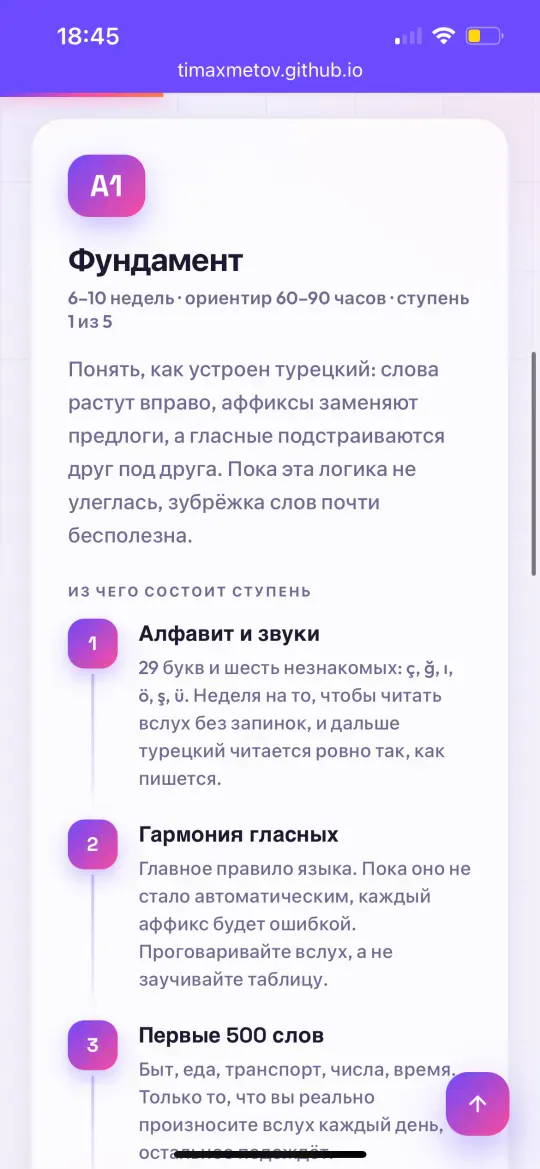 18:45
timaxmetov.github.io
A1
Фундамент
6–10 недель · ориентир 60–90 часов · ступень
1 из 5
Понять, как устроен турецкий: слова
растут вправо, аффиксы заменяют
предлоги, а гласные подстраиваются
друг под друга. Пока эта логика не
улеглась, зубрёжка слов почти
бесполезна.
ИЗ ЧЕГО СОСТОИТ СТУПЕНЬ
1
Алфавит и звуки
29 букв и шесть незнакомых: ç, ğ, ı,
ö, ş, ü. Неделя на то, чтобы читать
вслух без запинок, и дальше
турецкий читается ровно так, как
пишется.
2
Гармония гласных
Главное правило языка. Пока оно не
стало автоматическим, каждый
аффикс будет ошибкой.
Проговаривайте вслух, а не
заучивайте таблицу.
3
Первые 500 слов
Быт, еда, транспорт, числа, время.
Только то, что вы реально
произносите вслух каждый день,
остальное подождёт.